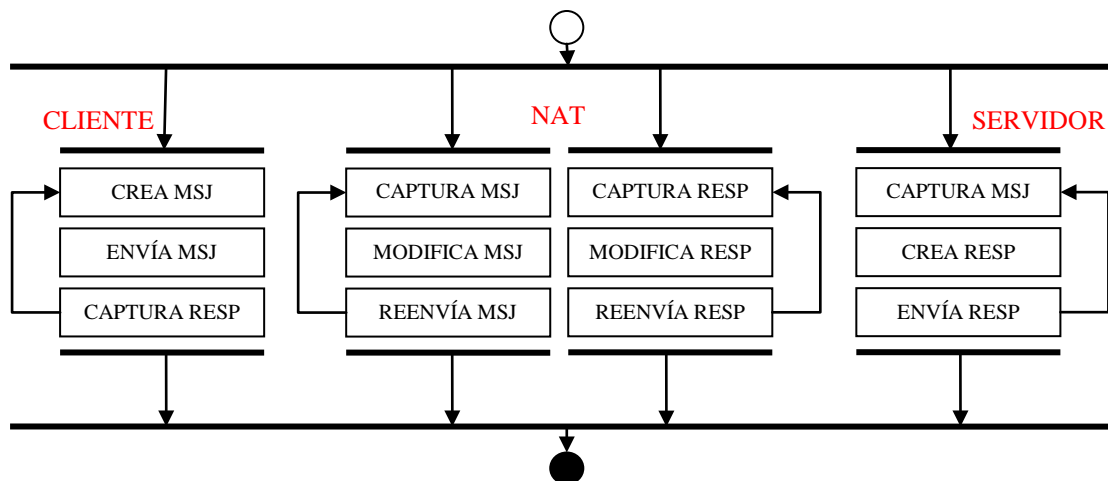 CLIENTE
NAT
SERVIDOR
CREA MSJ
CAPTURA MSJ
CAPTURA RESP
CAPTURA MSJ
ENVÍA MSJ
MODIFICA MSJ
MODIFICA RESP
CREA RESP
CAPTURA RESP
REENVÍA MSJ
REENVÍA RESP
ENVÍA RESP